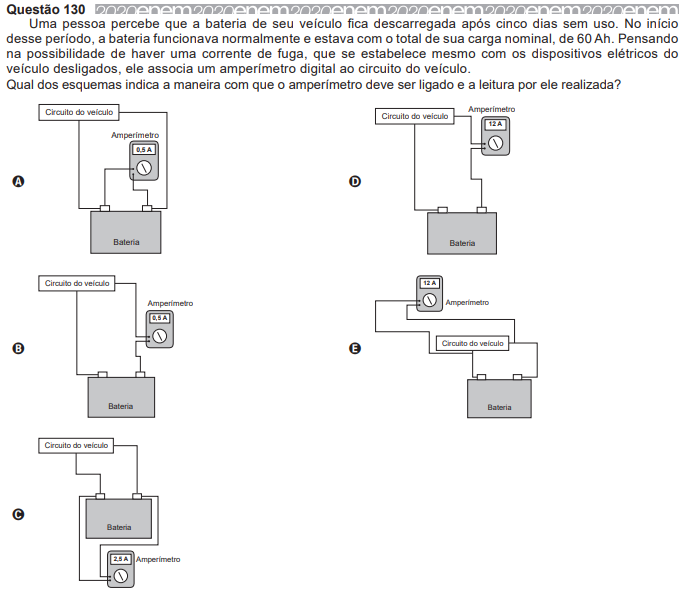 Questão 130 2020enem2020enem2020enem2020enem2020enem2020enem
Uma pessoa percebe que a bateria de seu veículo fica descarregada após cinco dias sem uso. No início
desse período, a bateria funcionava normalmente e estava com o total de sua carga nominal, de 60 Ah. Pensando
na possibilidade de haver uma corrente de fuga, que se estabelece mesmo com os dispositivos elétricos do
veículo desligados, ele associa um amperímetro digital ao circuito do veículo.
Qual dos esquemas indica a maneira com que o amperímetro deve ser ligado e a leitura por ele realizada?
Circuito do veículo
Amperímetro
0,5 A
A
Bateria
Circuito do veículo
Amperímetro
0,5 A
B
Bateria
Circuito do veículo
C
Bateria
2,5 A
Amperímetro
Amperímetro
Circuito do veículo
12 A
D
Bateria
12 A
Amperímetro
Circuito do veículo
E
Bateria